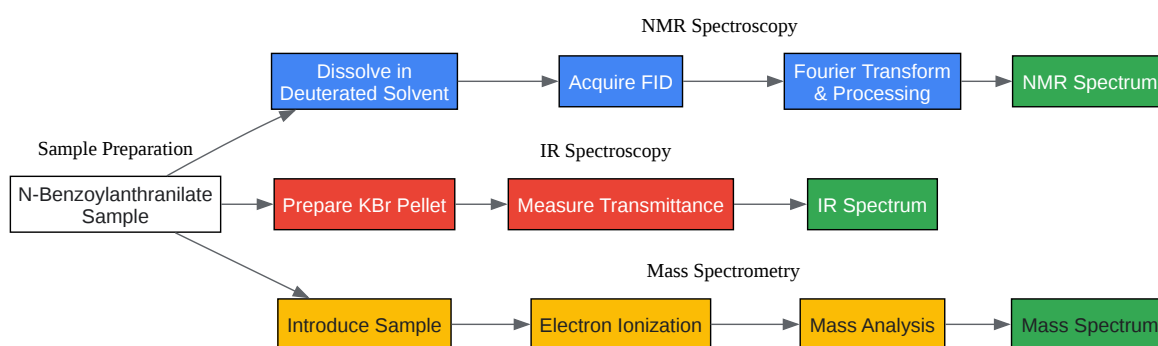 NMR Spectroscopy
Dissolve in
Deuterated Solvent
Acquire FID
Fourier Transform
& Processing
NMR Spectrum
Sample Preparation
N-Benzoylanthranilate
Sample
IR Spectroscopy
Prepare KBr Pellet
Measure Transmittance
IR Spectrum
Mass Spectrometry
Introduce Sample
Electron Ionization
Mass Analysis
Mass Spectrum